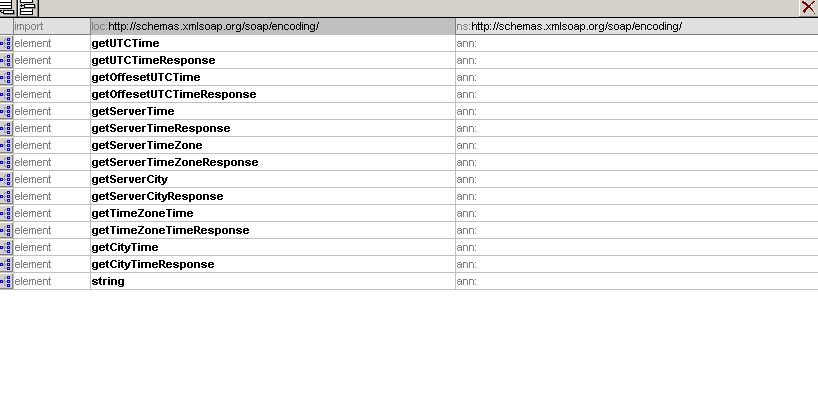 import loc:http://schemas.xmlsoap.org/soap/encoding/ ns:http://schemas.xmlsoap.org/soap/encoding/
element getUTCTime ann:
element getUTCTimeResponse ann:
element getOffesetUTCTime ann:
element getOffesetUTCTimeResponse ann:
element getServerTime ann:
element getServerTimeResponse ann:
element getServerTimeZone ann:
element getServerTimeZoneResponse ann:
element getServerCity ann:
element getServerCityResponse ann:
element getTimeZoneTime ann:
element getTimeZoneTimeResponse ann:
element getCityTime ann:
element getCityTimeResponse ann:
element string ann: